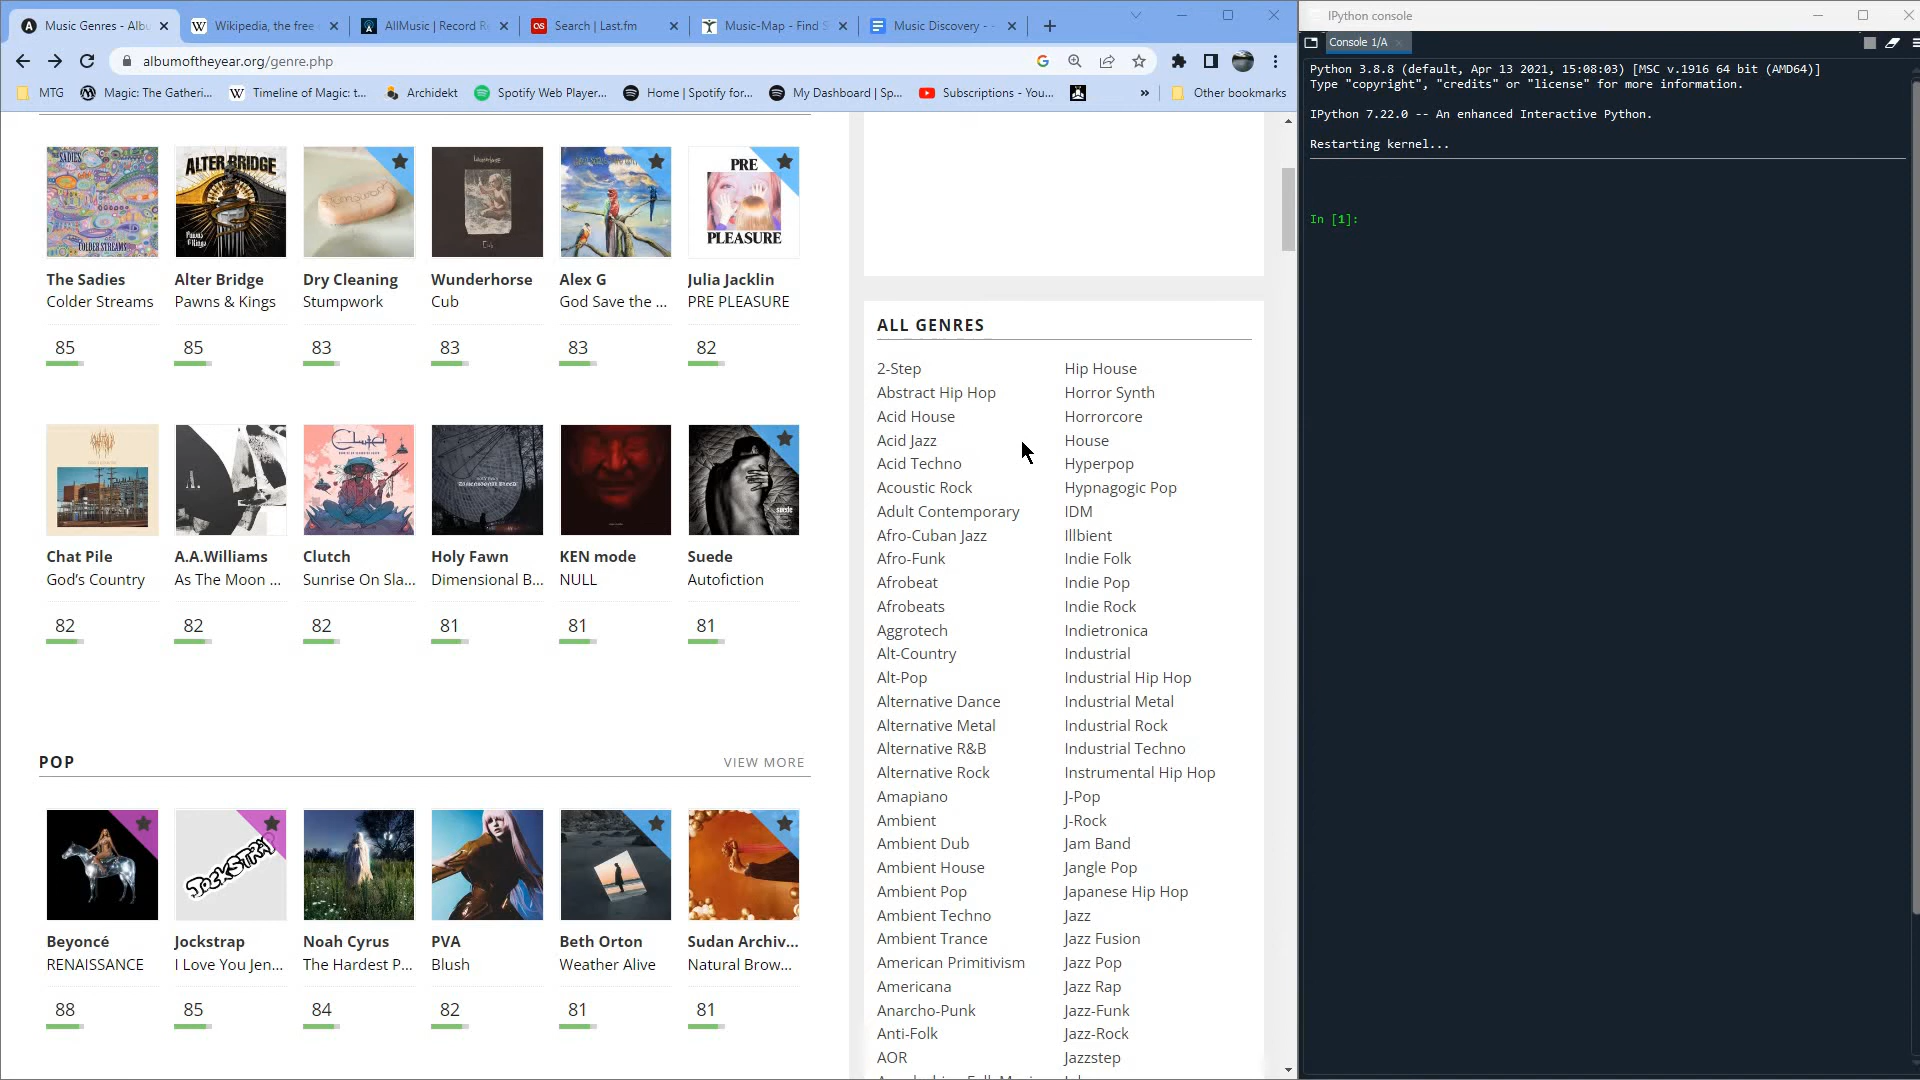 Music Genres - Albu
Wikipedia, the free
AllMusic | Record R
Search | Last.fm
Music-Map - Find S
Music Discovery -
IPython console
albumoftheyear.org/genre.php
Console 1/A
MTG
Magic: The Gatheri...
Timeline of Magic: t...
Archidekt
Spotify Web Player...
Home | Spotify for...
My Dashboard | Sp...
Subscriptions - You...
»
Other bookmarks
Python 3.8.8 (default, Apr 13 2021, 15:08:03) [MSC v.1916 64 bit (AMD64)]
Type "copyright", "credits" or "license" for more information.
IPython 7.22.0 -- An enhanced Interactive Python.
Restarting kernel...
In [1]:
THE SADIES
COLDER STREAMS
ALTER BRIDGE
Pawns & Kings
PRE
PLEASURE
The Sadies
Colder Streams
85
Alter Bridge
Pawns & Kings
85
Dry Cleaning
Stumpwork
83
Wunderhorse
Cub
83
Alex G
God Save the ...
83
Julia Jacklin
PRE PLEASURE
82
Clutch
suede
Chat Pile
God's Country
82
A.A.Williams
As The Moon ...
82
Clutch
Sunrise On Sla...
82
Holy Fawn
Dimensional B...
81
KEN mode
NULL
81
Suede
Autofiction
81
POP
VIEW MORE
JOCKSTRAP
Beyoncé
RENAISSANCE
88
Jockstrap
I Love You Jen...
85
Noah Cyrus
The Hardest P...
84
PVA
Blush
82
Beth Orton
Weather Alive
81
Sudan Archiv...
Natural Brow...
81
ALL GENRES
2-Step
Abstract Hip Hop
Acid House
Acid Jazz
Acid Techno
Acoustic Rock
Adult Contemporary
Afro-Cuban Jazz
Afro-Funk
Afrobeat
Afrobeats
Aggrotech
Alt-Country
Alt-Pop
Alternative Dance
Alternative Metal
Alternative R&B
Alternative Rock
Amapiano
Ambient
Ambient Dub
Ambient House
Ambient Pop
Ambient Techno
Ambient Trance
American Primitivism
Americana
Anarcho-Punk
Anti-Folk
AOR
Hip House
Horror Synth
Horrorcore
House
Hyperpop
Hypnagogic Pop
IDM
Illbient
Indie Folk
Indie Pop
Indie Rock
Indietronica
Industrial
Industrial Hip Hop
Industrial Metal
Industrial Rock
Industrial Techno
Instrumental Hip Hop
J-Pop
J-Rock
Jam Band
Jangle Pop
Japanese Hip Hop
Jazz
Jazz Fusion
Jazz Pop
Jazz Rap
Jazz-Funk
Jazz-Rock
Jazzstep